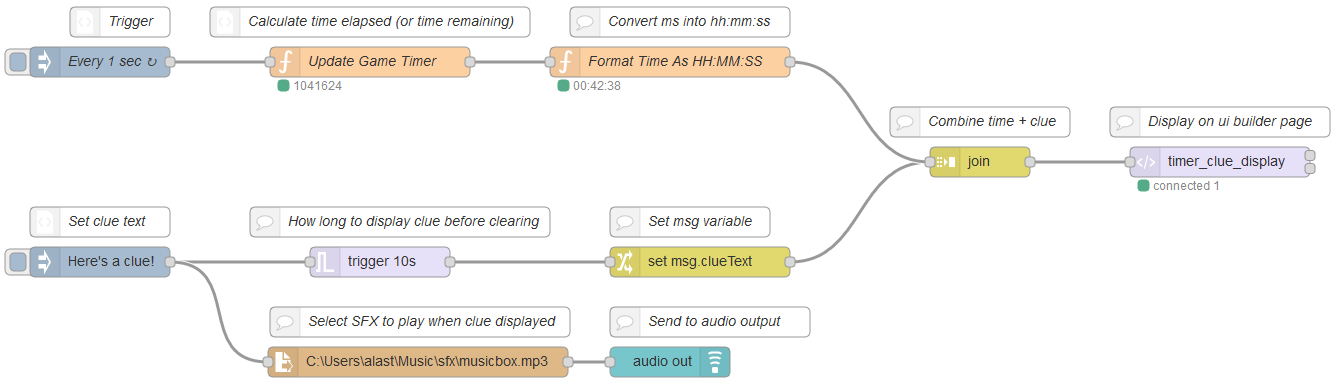 Trigger
Calculate time elapsed (or time remaining)
Convert ms into hh:mm:ss
Every 1 sec ↻
Update Game Timer
Format Time As HH:MM:SS
1041624
00:42:38
Combine time + clue
Display on ui builder page
join
timer_clue_display
connected 1
Set clue text
How long to display clue before clearing
Set msg variable
Here's a clue!
trigger 10s
set msg.clueText
Select SFX to play when clue displayed
Send to audio output
C:\Users\alast\Music\sfx\musicbox.mp3
audio out